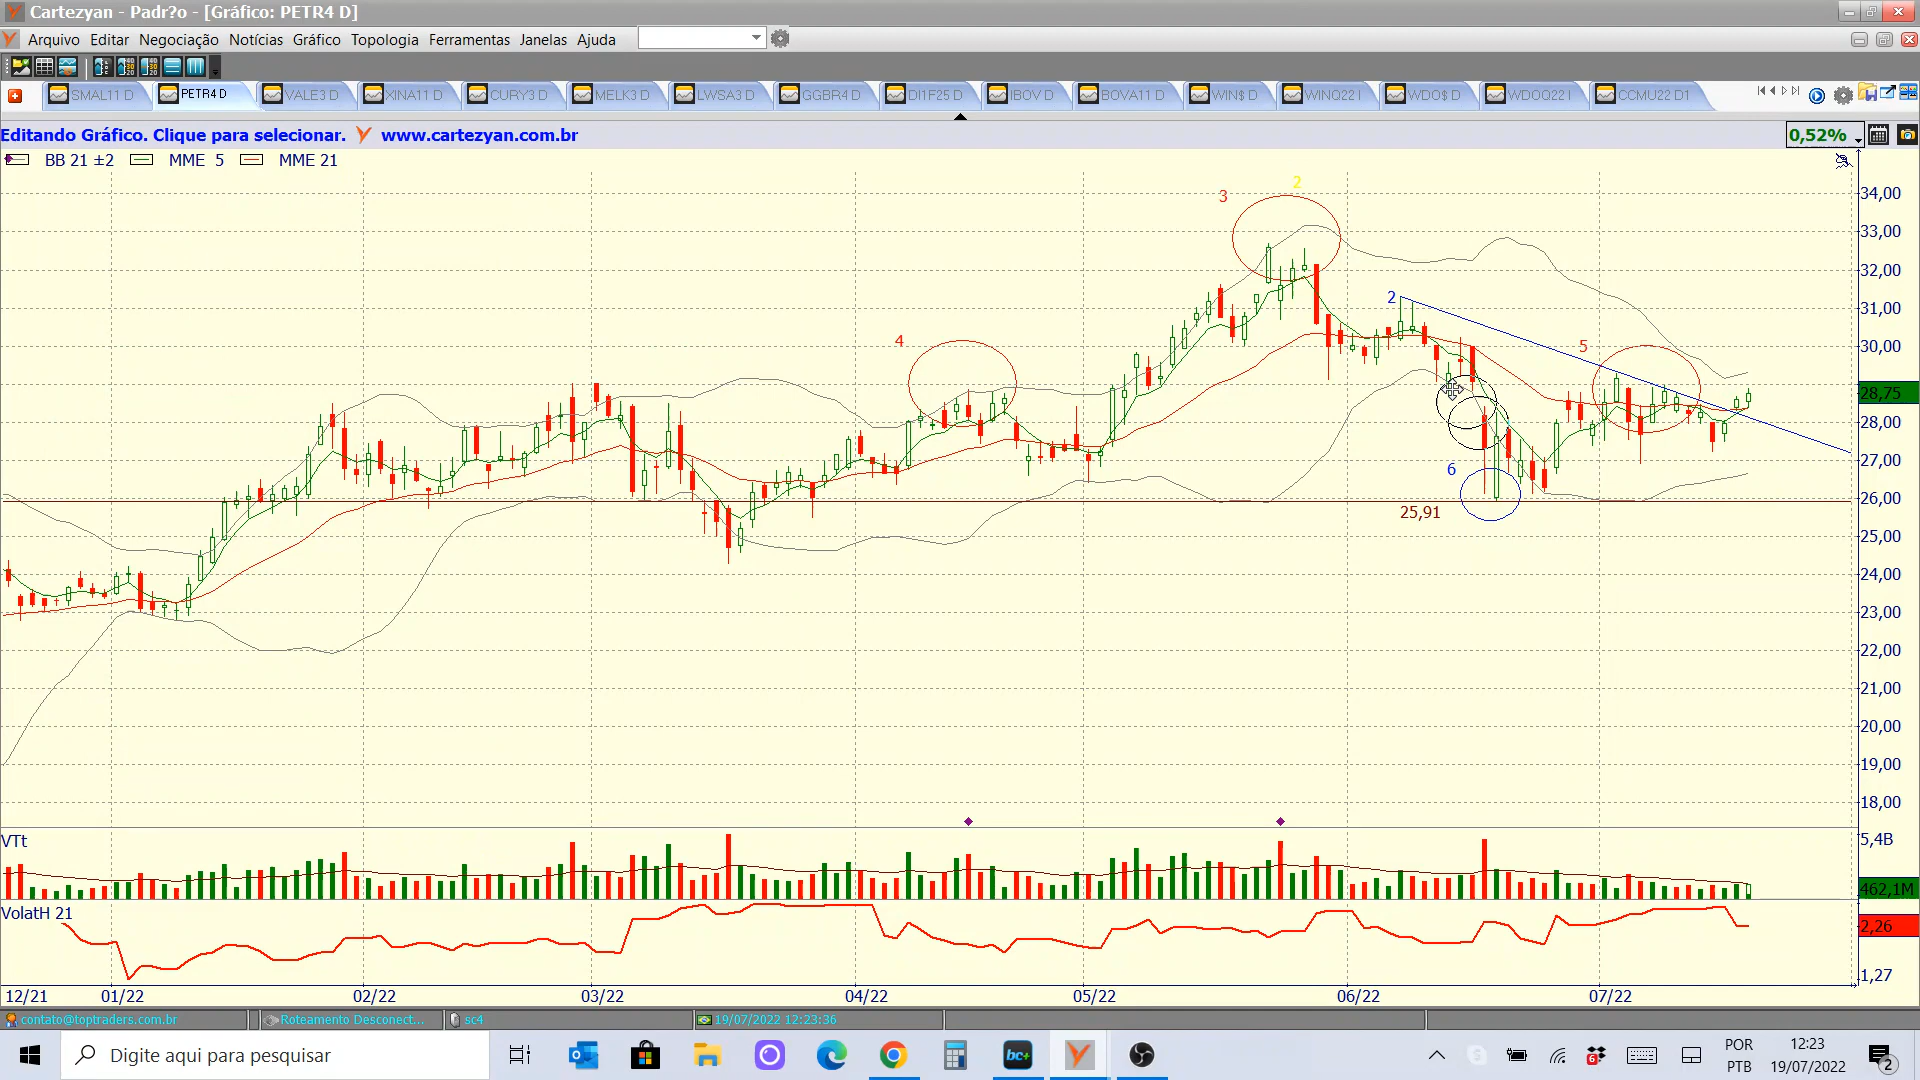 Cartezyan - Padr?o - [Gráfico: PETR4 D]
Arquivo Editar Negociação Notícias Gráfico Topologia Ferramentas Janelas Ajuda
SMAL11 D PETR4 D VALE3 D XINA11 D CURY3 D MELK3 D LWSA3 D GGBR4 D DI1F25 D IBOV D BOVA11 D WIN$ D WINQ22 I WDO$ D WDOQ22 I CCMU22 D1
Editando Gráfico. Clique para selecionar. www.cartezyan.com.br 0,52%
BB 21 ±2 MME 5 MME 21
34,00
33,00
32,00
31,00
30,00
28,75
28,00
27,00
26,00
25,00
24,00
23,00
22,00
21,00
20,00
19,00
18,00
3 2
2
4 5
6
25,91
VTt 5,4B
462,1M
VolatH 21
2,26
1,27
12/21 01/22 02/22 03/22 04/22 05/22 06/22 07/22
contato@toptraders.com.br Roteamento Desconect... sc4 19/07/2022 12:23:36
Digite aqui para pesquisar
bc+
6
POR
PTB
12:23
19/07/2022
2